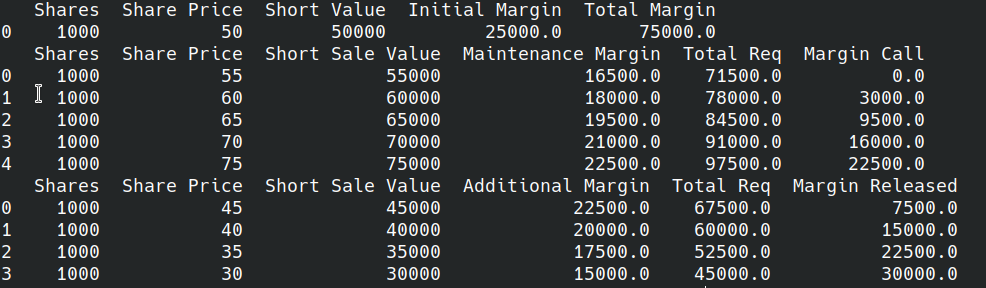 Shares Share Price Short Value Initial Margin Total Margin
0 1000 50 50000 25000.0 75000.0
Shares Share Price Short Sale Value Maintenance Margin Total Req Margin Call
0 1000 55 55000 16500.0 71500.0 0.0
1 1000 60 60000 18000.0 78000.0 3000.0
2 1000 65 65000 19500.0 84500.0 9500.0
3 1000 70 70000 21000.0 91000.0 16000.0
4 1000 75 75000 22500.0 97500.0 22500.0
Shares Share Price Short Sale Value Additional Margin Total Req Margin Released
0 1000 45 45000 22500.0 67500.0 7500.0
1 1000 40 40000 20000.0 60000.0 15000.0
2 1000 35 35000 17500.0 52500.0 22500.0
3 1000 30 30000 15000.0 45000.0 30000.0